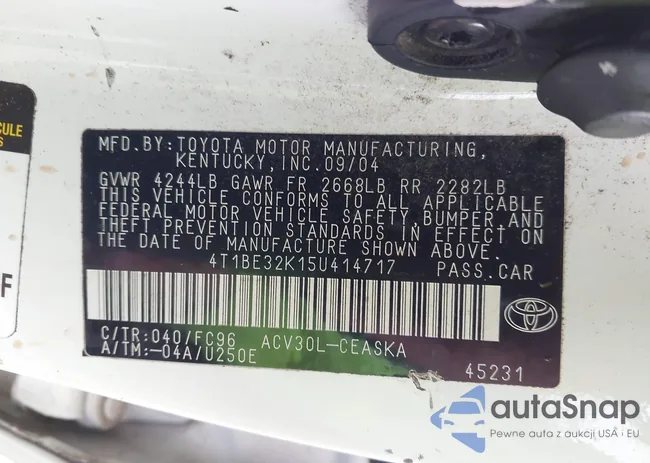 CULE
S
F
MFD.BY:TOYOTA MOTOR MANUFACTURING,
KENTUCKY, INC.09/04
GVWR 4244LB GAWR FR 2668LB RR 2282LB
THIS VEHICLE CONFORMS TO ALL APPLICABLE
FEDERAL MOTOR VEHICLE SAFETY, BUMPER, AND
THEFT PREVENTION STANDARDS IN EFFECT ON
THE DATE OF MANUFACTURE SHOWN ABOVE.
4T1BE32K15U414717 PASS.CAR
C/TR:040/FC96 ACV30L-CEASKA
A/TM:-04A/U250E
45231
autaSnap
Pewne auta z aukcji USA i EU